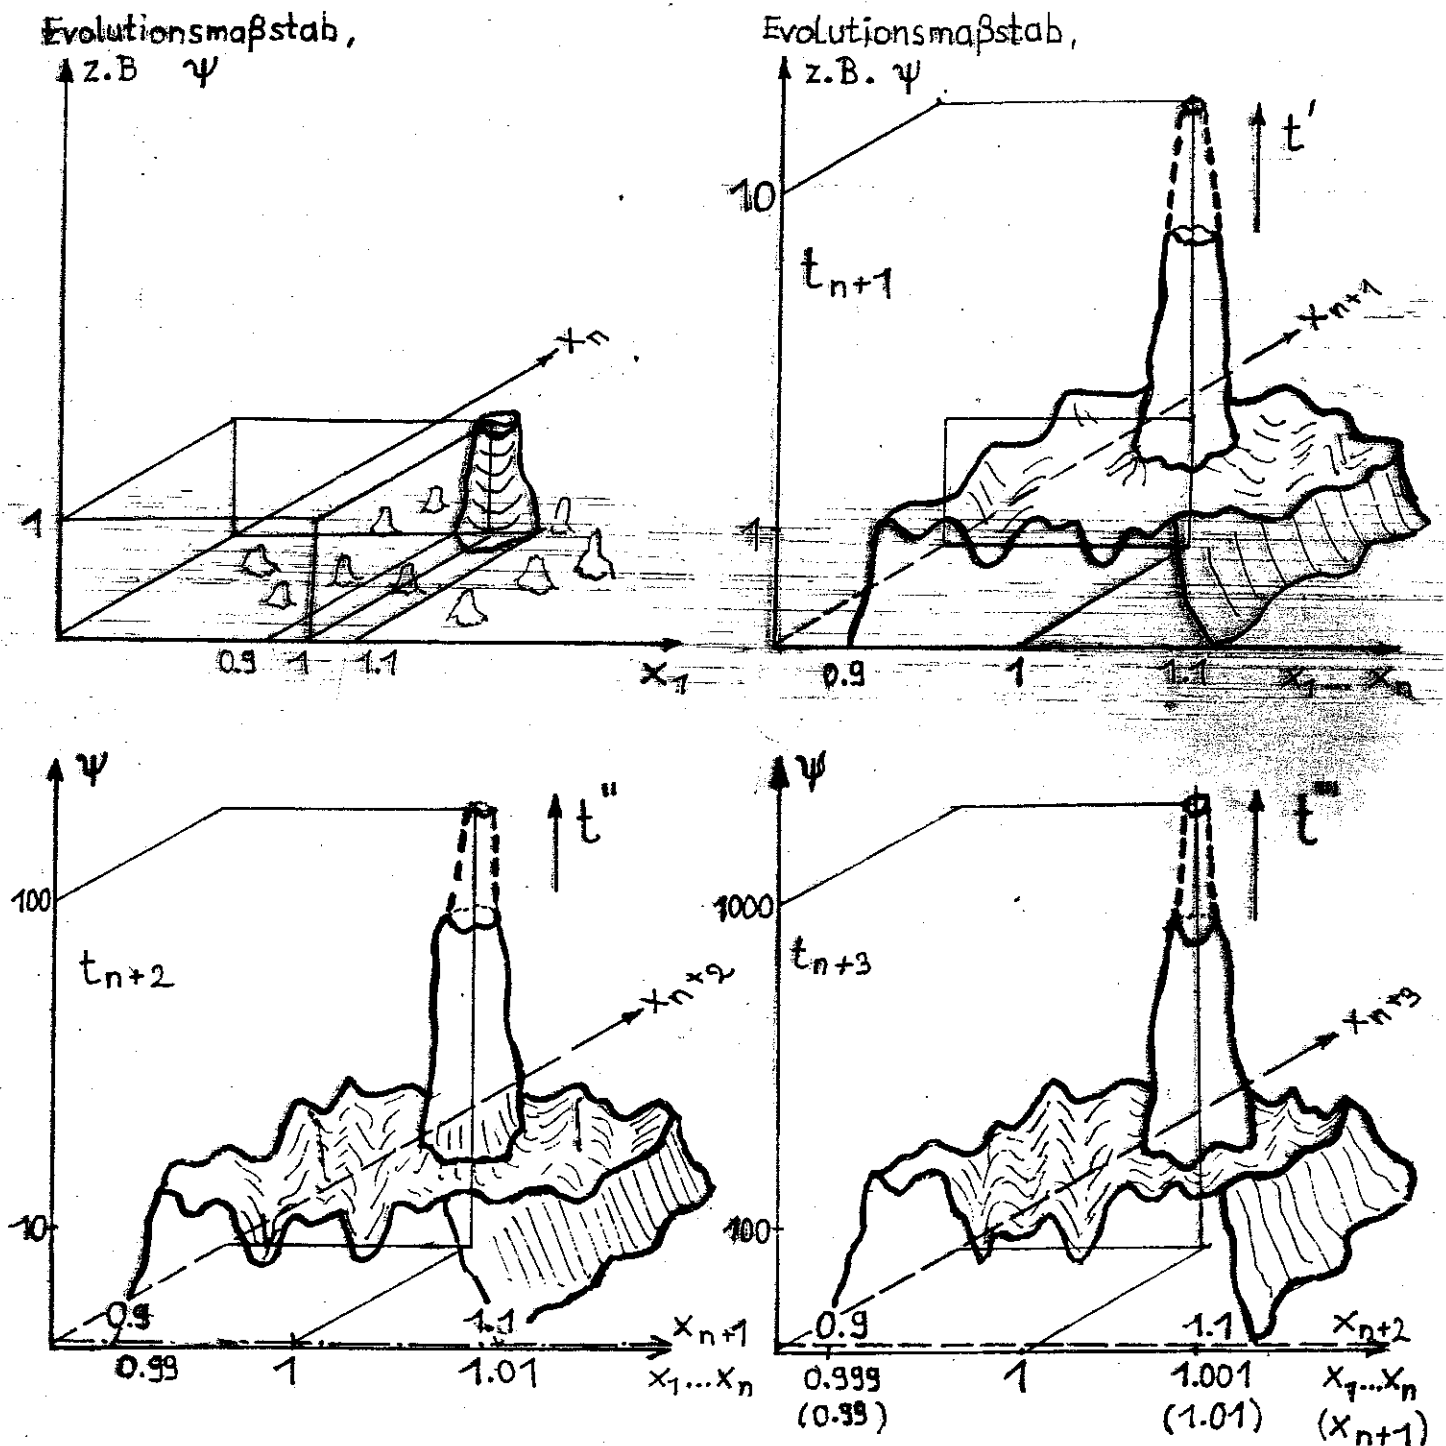 Evolutionsmaßstab,
z.B ψ
1
xn
0.9 1 1.1
x1
Evolutionsmaßstab,
z.B. ψ
t'
10
tn+1
xn+1
1
0.9 1 1.1 x1... xn
ψ
t''
100
tn+2
xn+2
10
0.9 1.1 xn+1
0.99 1 1.01 x1...xn
ψ
t'''
1000
tn+3
xn+3
100
0.9 1.1 xn+2
0.999 1 1.001 x1...xn
(0.99) (1.01) (xn+1)